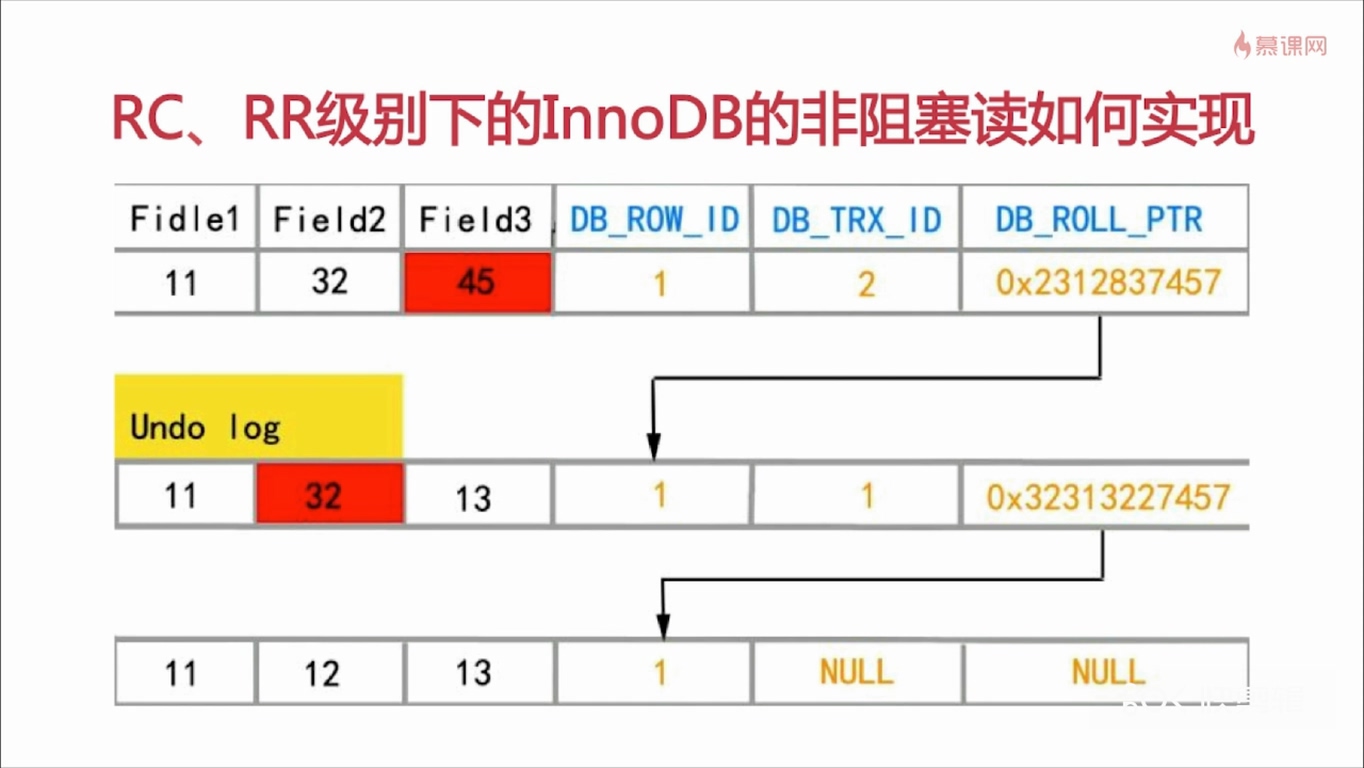 慕课网
RC、RR级别下的InnoDB的非阻塞读如何实现
Fidle1 Field2 Field3 DB_ROW_ID DB_TRX_ID DB_ROLL_PTR
11 32 45 1 2 0x2312837457
Undo log
11 32 13 1 1 0x32313227457
11 12 13 1 NULL NULL